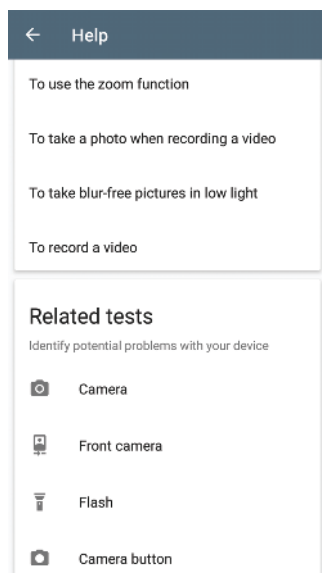 Help
To use the zoom function
To take a photo when recording a video
To take blur-free pictures in low light
To record a video
Related tests
Identify potential problems with your device
Camera
Front camera
Flash
Camera button